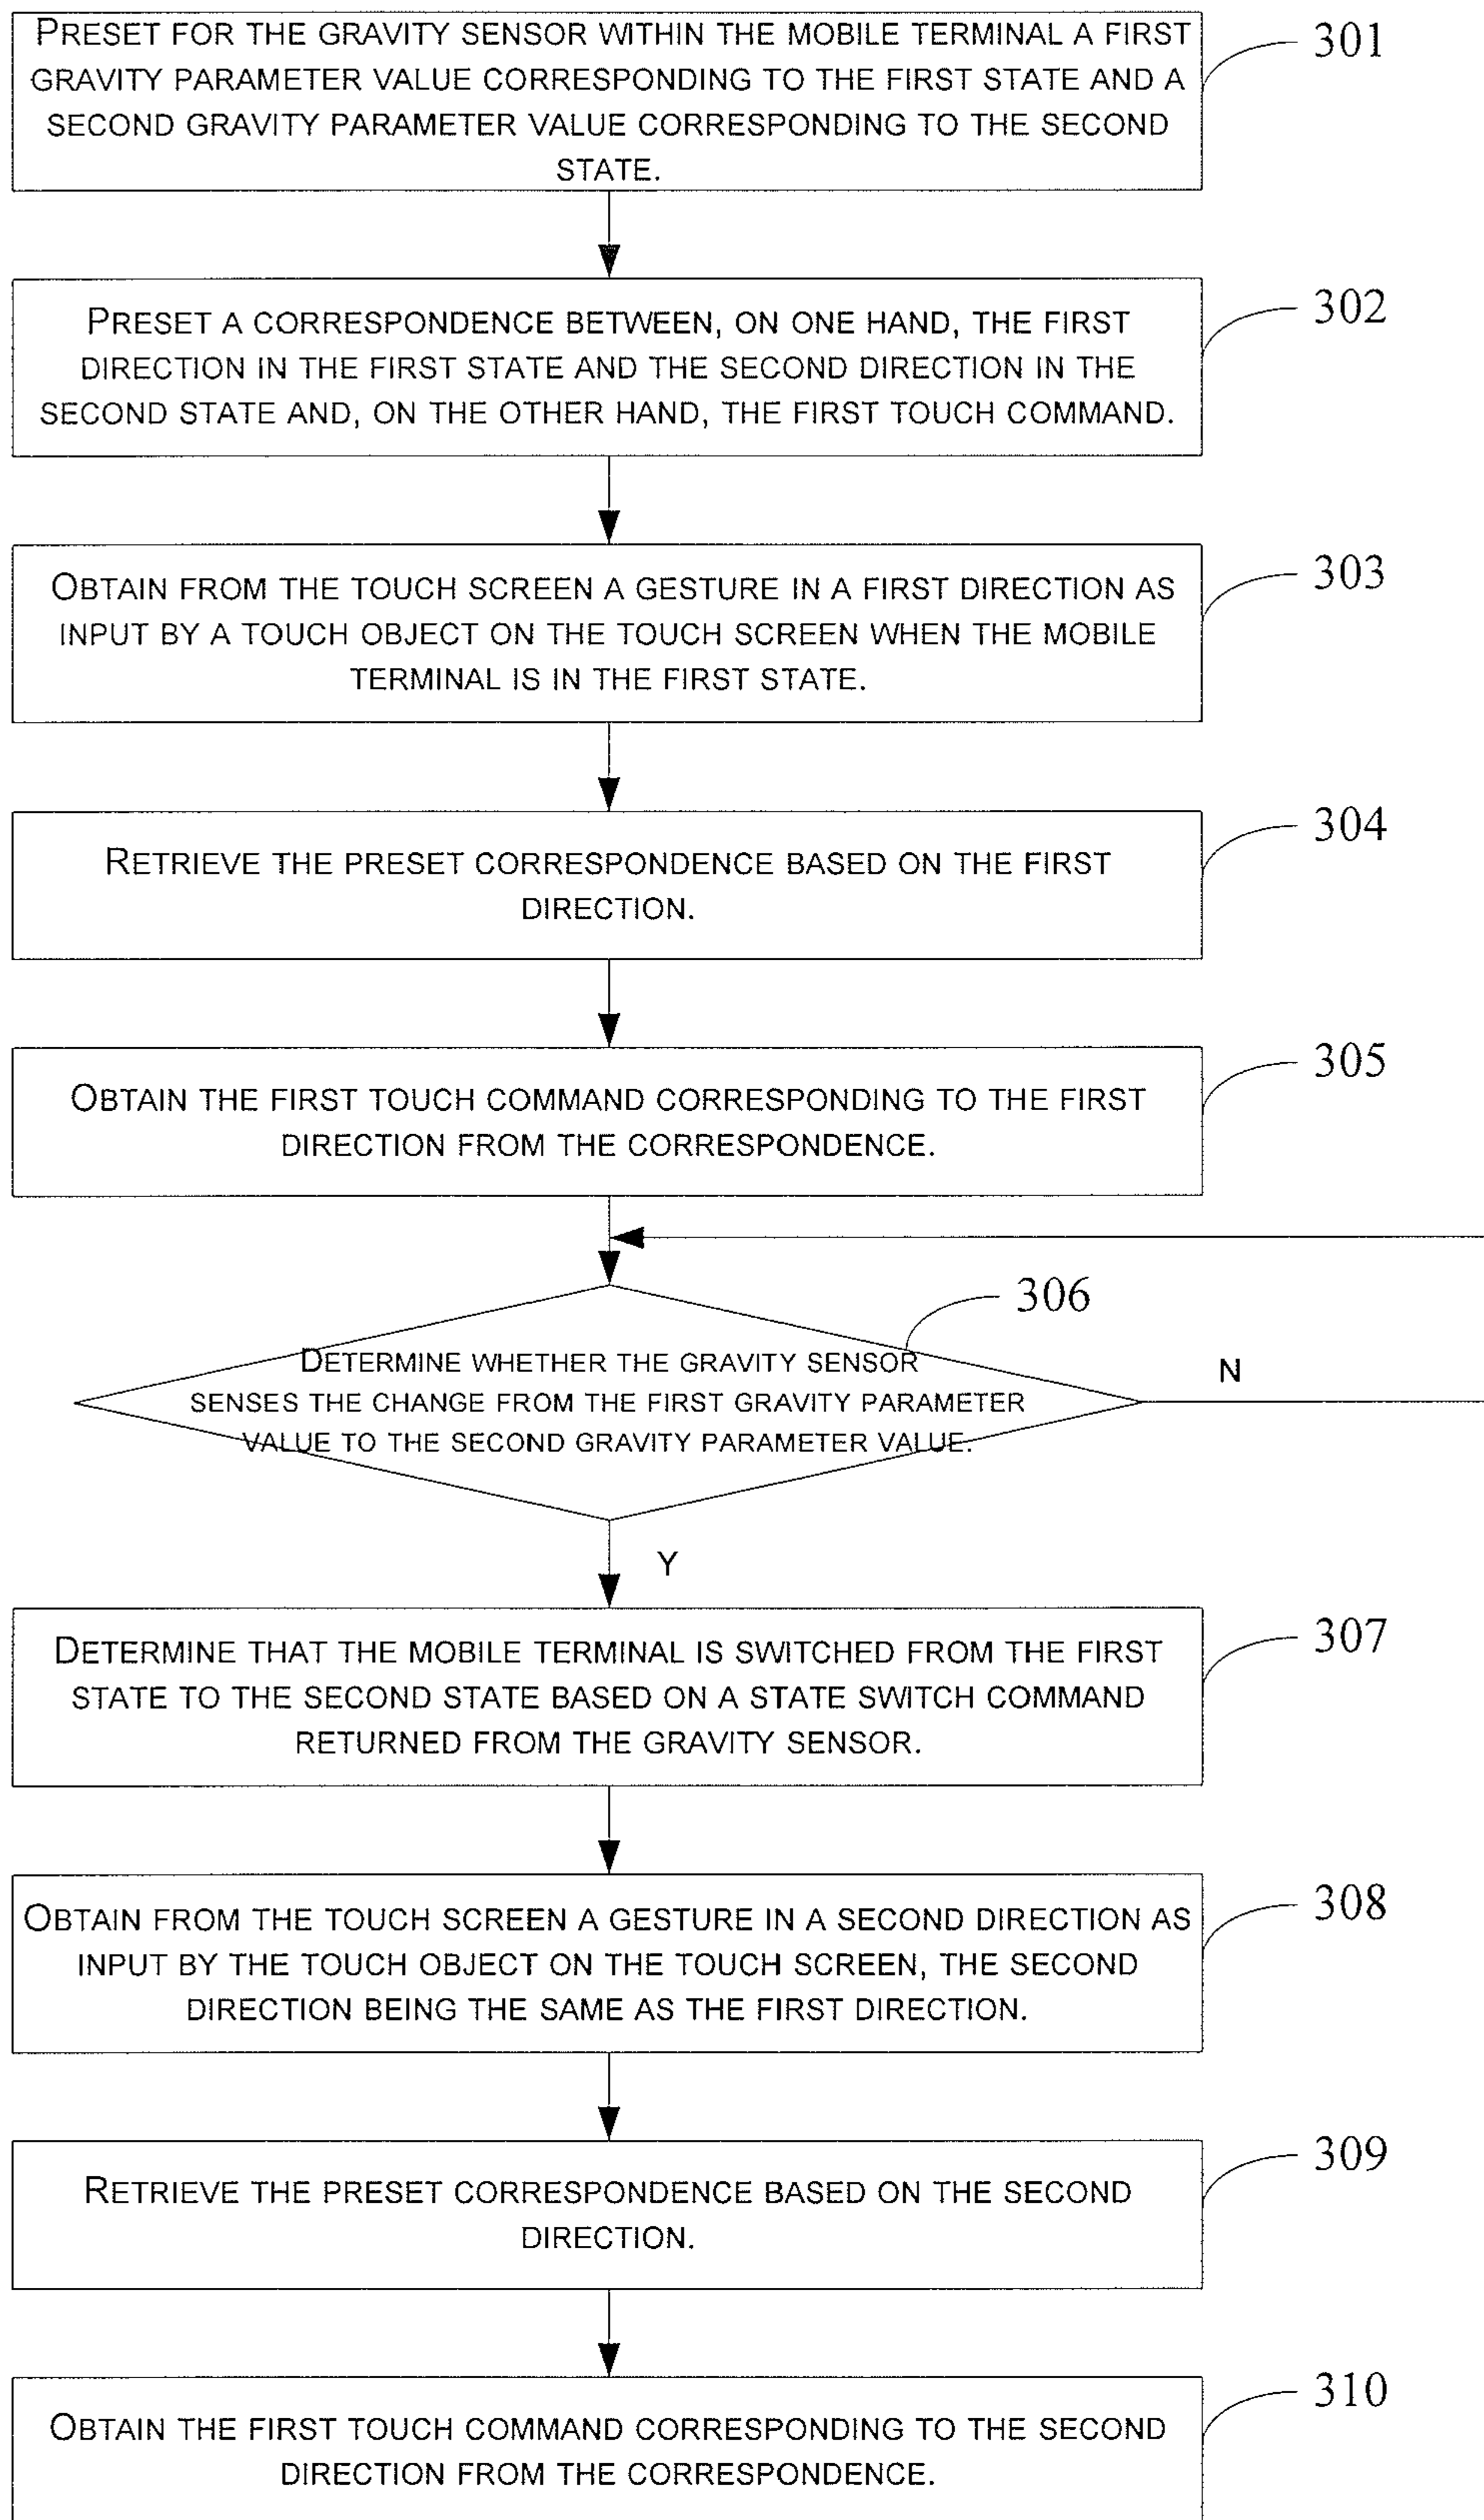 PRESET FOR THE GRAVITY SENSOR WITHIN THE MOBILE TERMINAL A FIRST
GRAVITY PARAMETER VALUE CORRESPONDING TO THE FIRST STATE AND A
SECOND GRAVITY PARAMETER VALUE CORRESPONDING TO THE SECOND
STATE.
301
PRESET A CORRESPONDENCE BETWEEN, ON ONE HAND, THE FIRST
DIRECTION IN THE FIRST STATE AND THE SECOND DIRECTION IN THE
SECOND STATE AND, ON THE OTHER HAND, THE FIRST TOUCH COMMAND.
302
OBTAIN FROM THE TOUCH SCREEN A GESTURE IN A FIRST DIRECTION AS
INPUT BY A TOUCH OBJECT ON THE TOUCH SCREEN WHEN THE MOBILE
TERMINAL IS IN THE FIRST STATE.
303
RETRIEVE THE PRESET CORRESPONDENCE BASED ON THE FIRST
DIRECTION.
304
OBTAIN THE FIRST TOUCH COMMAND CORRESPONDING TO THE FIRST
DIRECTION FROM THE CORRESPONDENCE.
305
306
DETERMINE WHETHER THE GRAVITY SENSOR
SENSES THE CHANGE FROM THE FIRST GRAVITY PARAMETER
VALUE TO THE SECOND GRAVITY PARAMETER VALUE.
N
Y
DETERMINE THAT THE MOBILE TERMINAL IS SWITCHED FROM THE FIRST
STATE TO THE SECOND STATE BASED ON A STATE SWITCH COMMAND
RETURNED FROM THE GRAVITY SENSOR.
307
OBTAIN FROM THE TOUCH SCREEN A GESTURE IN A SECOND DIRECTION AS
INPUT BY THE TOUCH OBJECT ON THE TOUCH SCREEN, THE SECOND
DIRECTION BEING THE SAME AS THE FIRST DIRECTION.
308
RETRIEVE THE PRESET CORRESPONDENCE BASED ON THE SECOND
DIRECTION.
309
OBTAIN THE FIRST TOUCH COMMAND CORRESPONDING TO THE SECOND
DIRECTION FROM THE CORRESPONDENCE.
310